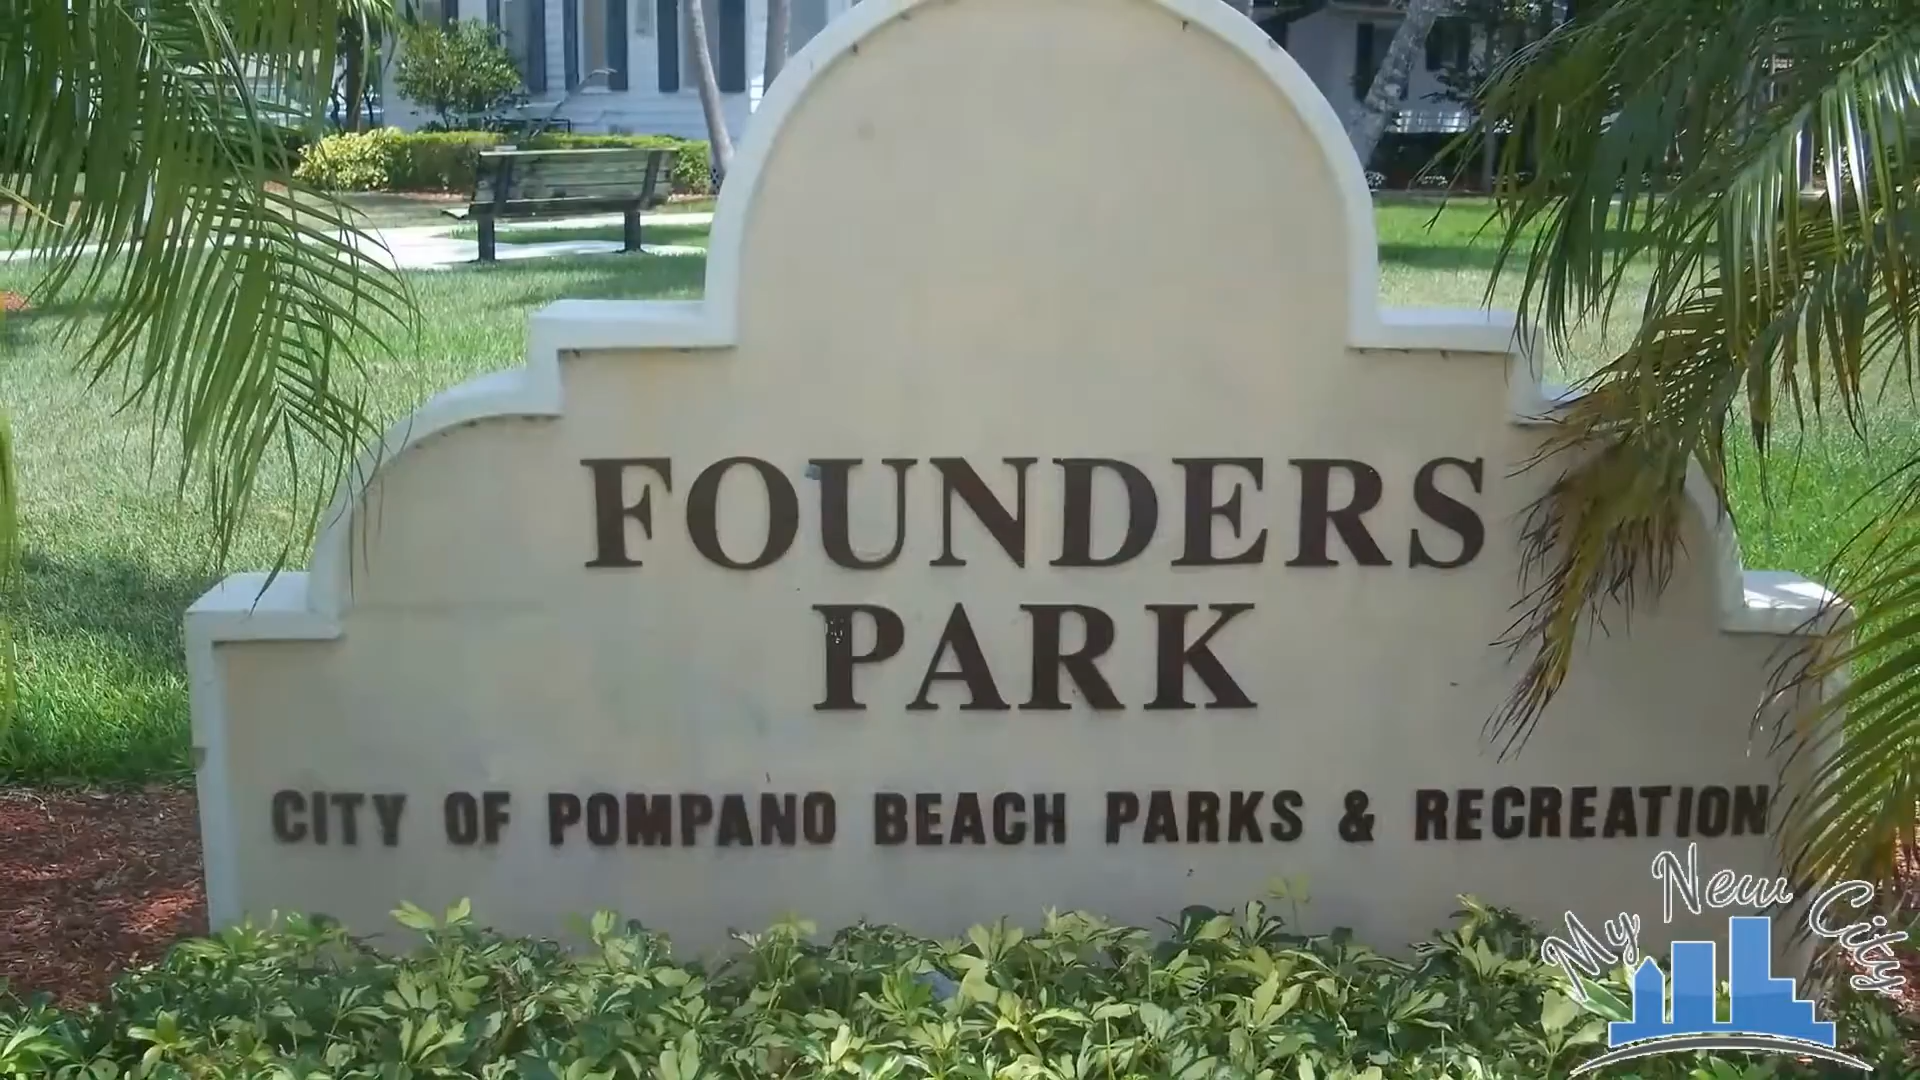 FOUNDERS
PARK
CITY OF POMPANO BEACH PARKS & RECREATION
My New City